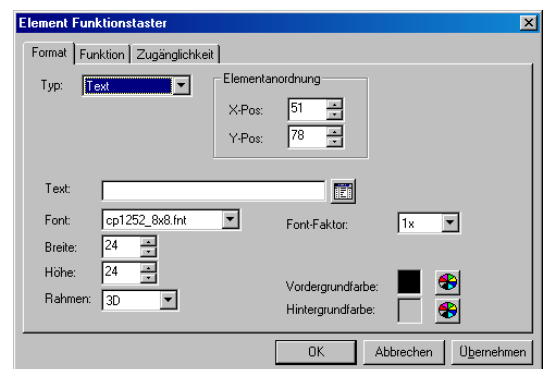 Element Funktionstaster
Format Funktion Zugänglichkeit
Typ: Text
Elementanordnung
X-Pos: 51
Y-Pos: 78
Text:
Font: cp1252_8x8.fnt
Font-Faktor: 1x
Breite: 24
Höhe: 24
Rahmen: 3D
Vordergrundfarbe:
Hintergrundfarbe:
OK Abbrechen Übernehmen